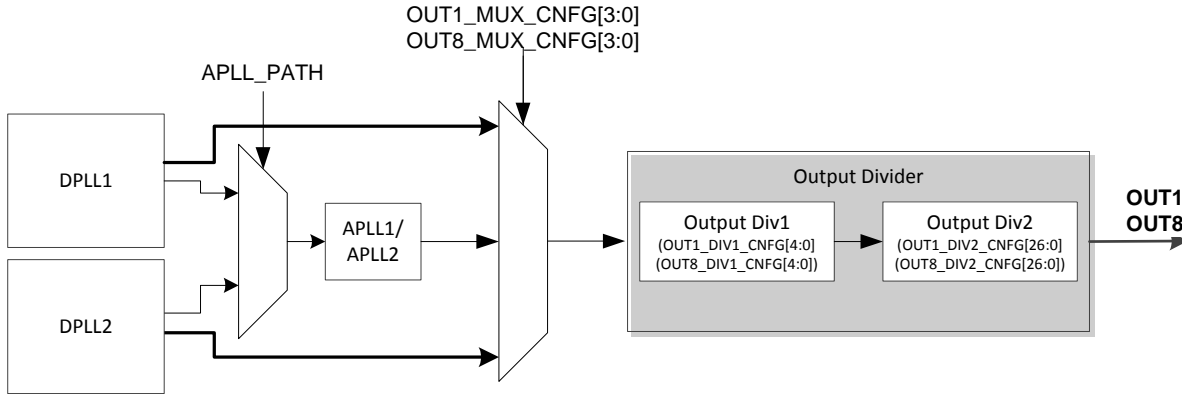 OUT1_MUX_CNFG[3:0]
OUT8_MUX_CNFG[3:0]
APLL_PATH
DPLL1
DPLL2
APLL1/
APLL2
Output Divider
Output Div1
(OUT1_DIV1_CNFG[4:0]
(OUT8_DIV1_CNFG[4:0])
Output Div2
(OUT1_DIV2_CNFG[26:0]
(OUT8_DIV2_CNFG[26:0])
OUT1
OUT8